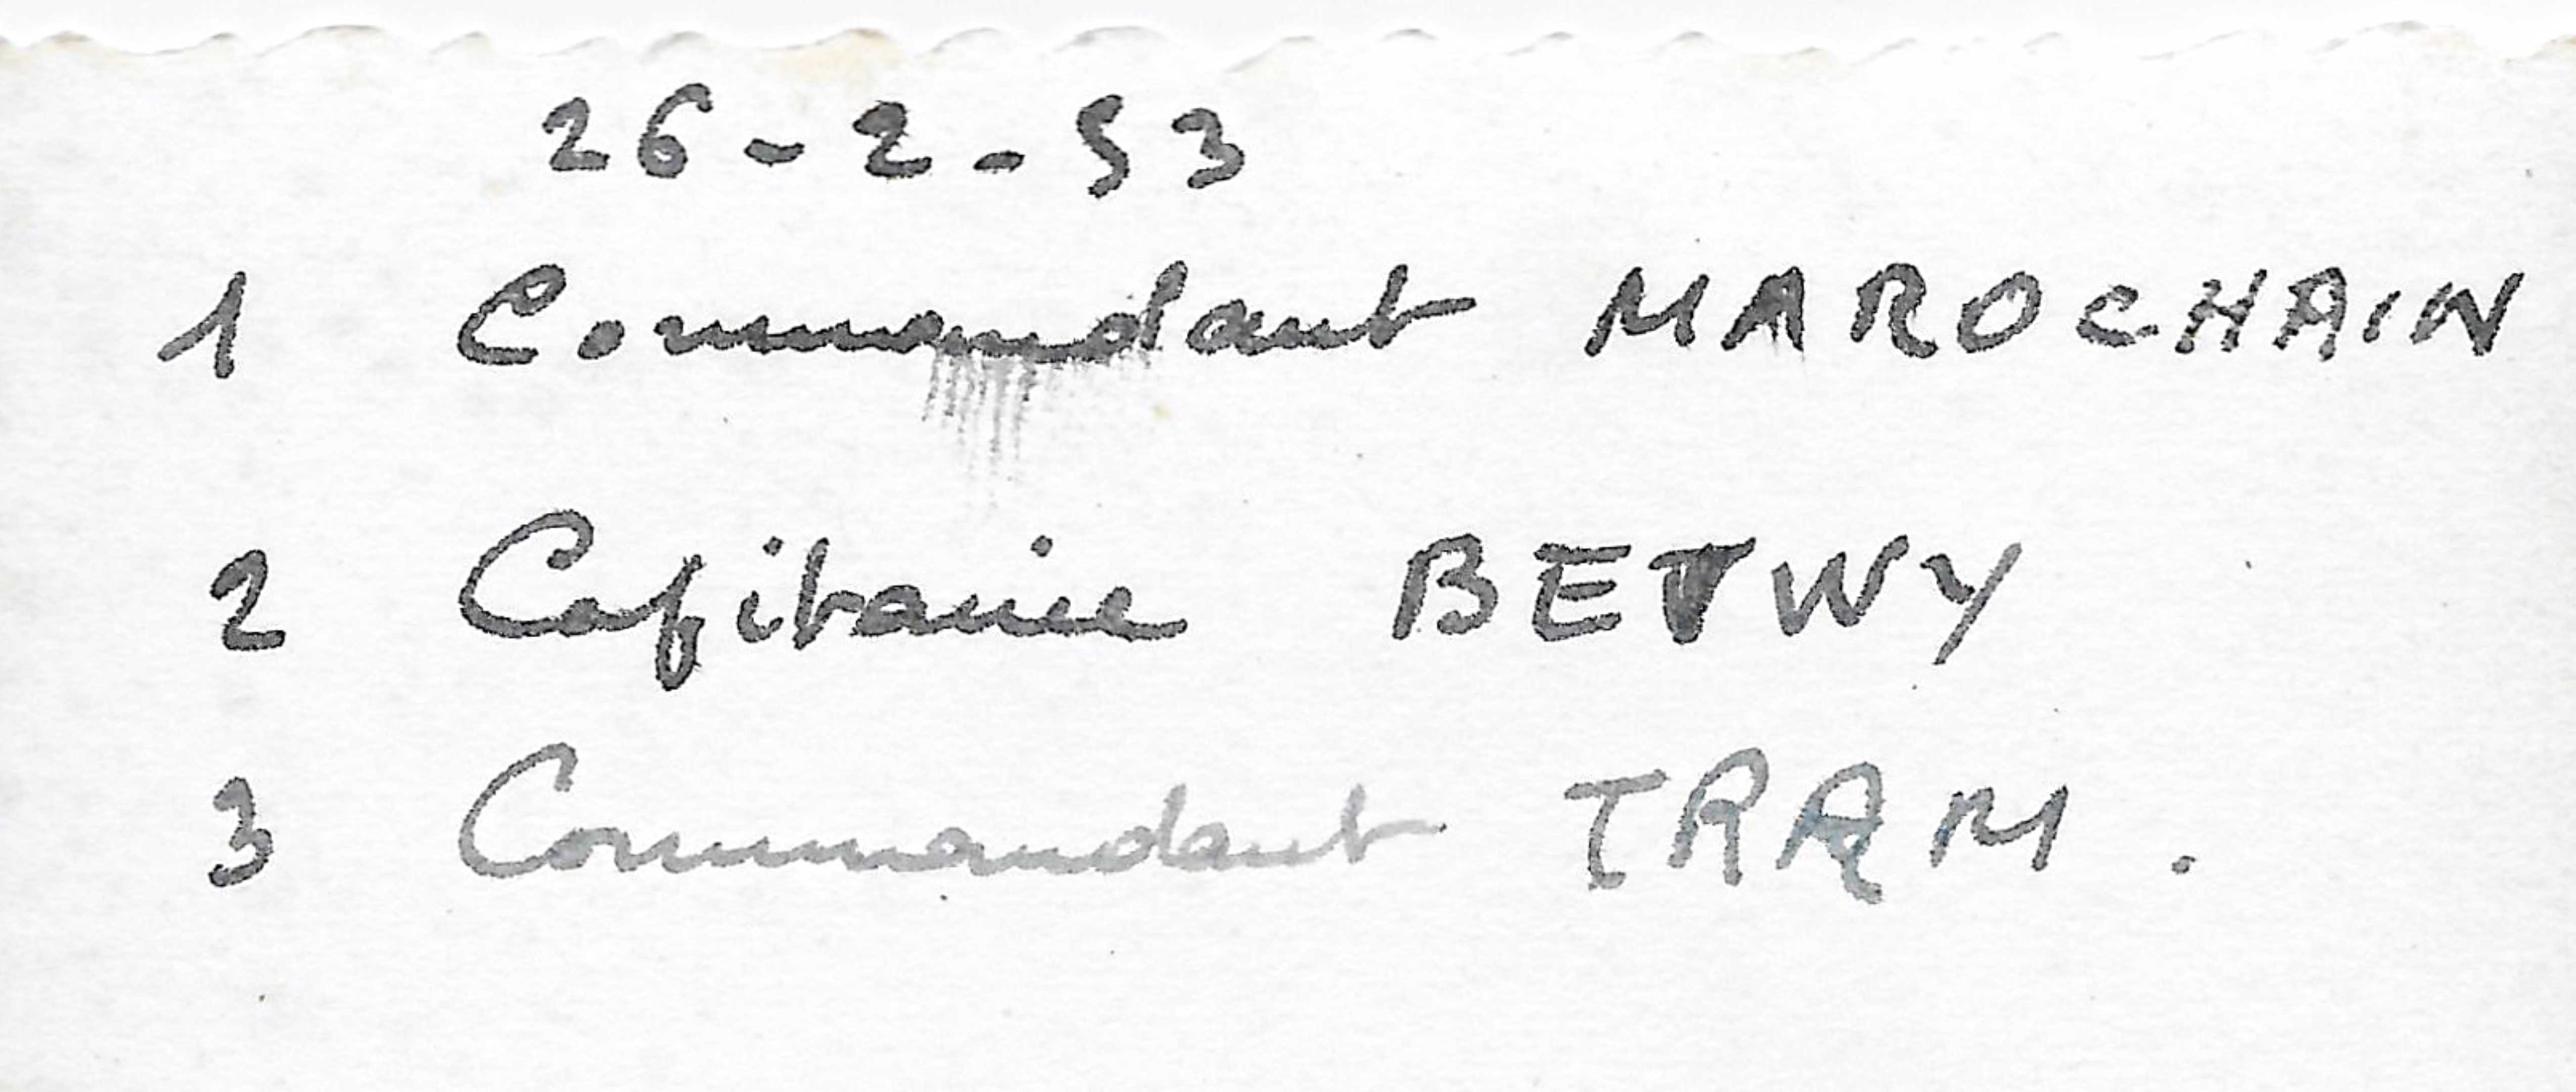 26-2-53
1 Commandant MAROCHAIN
2 Capitaine BETWY
3 Commandant TRAM.